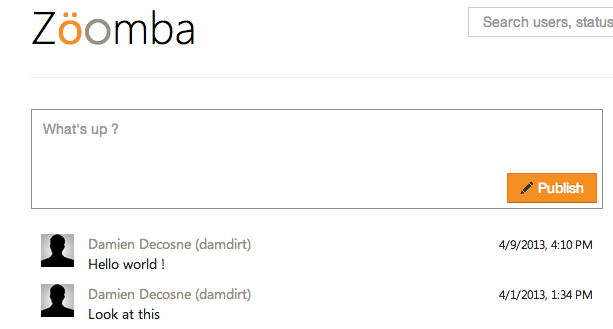 Zöomba
Search users, status
What's up ?
Publish
Damien Decosne (damdirt) 4/9/2013, 4:10 PM
Hello world !
Damien Decosne (damdirt) 4/1/2013, 1:34 PM
Look at this